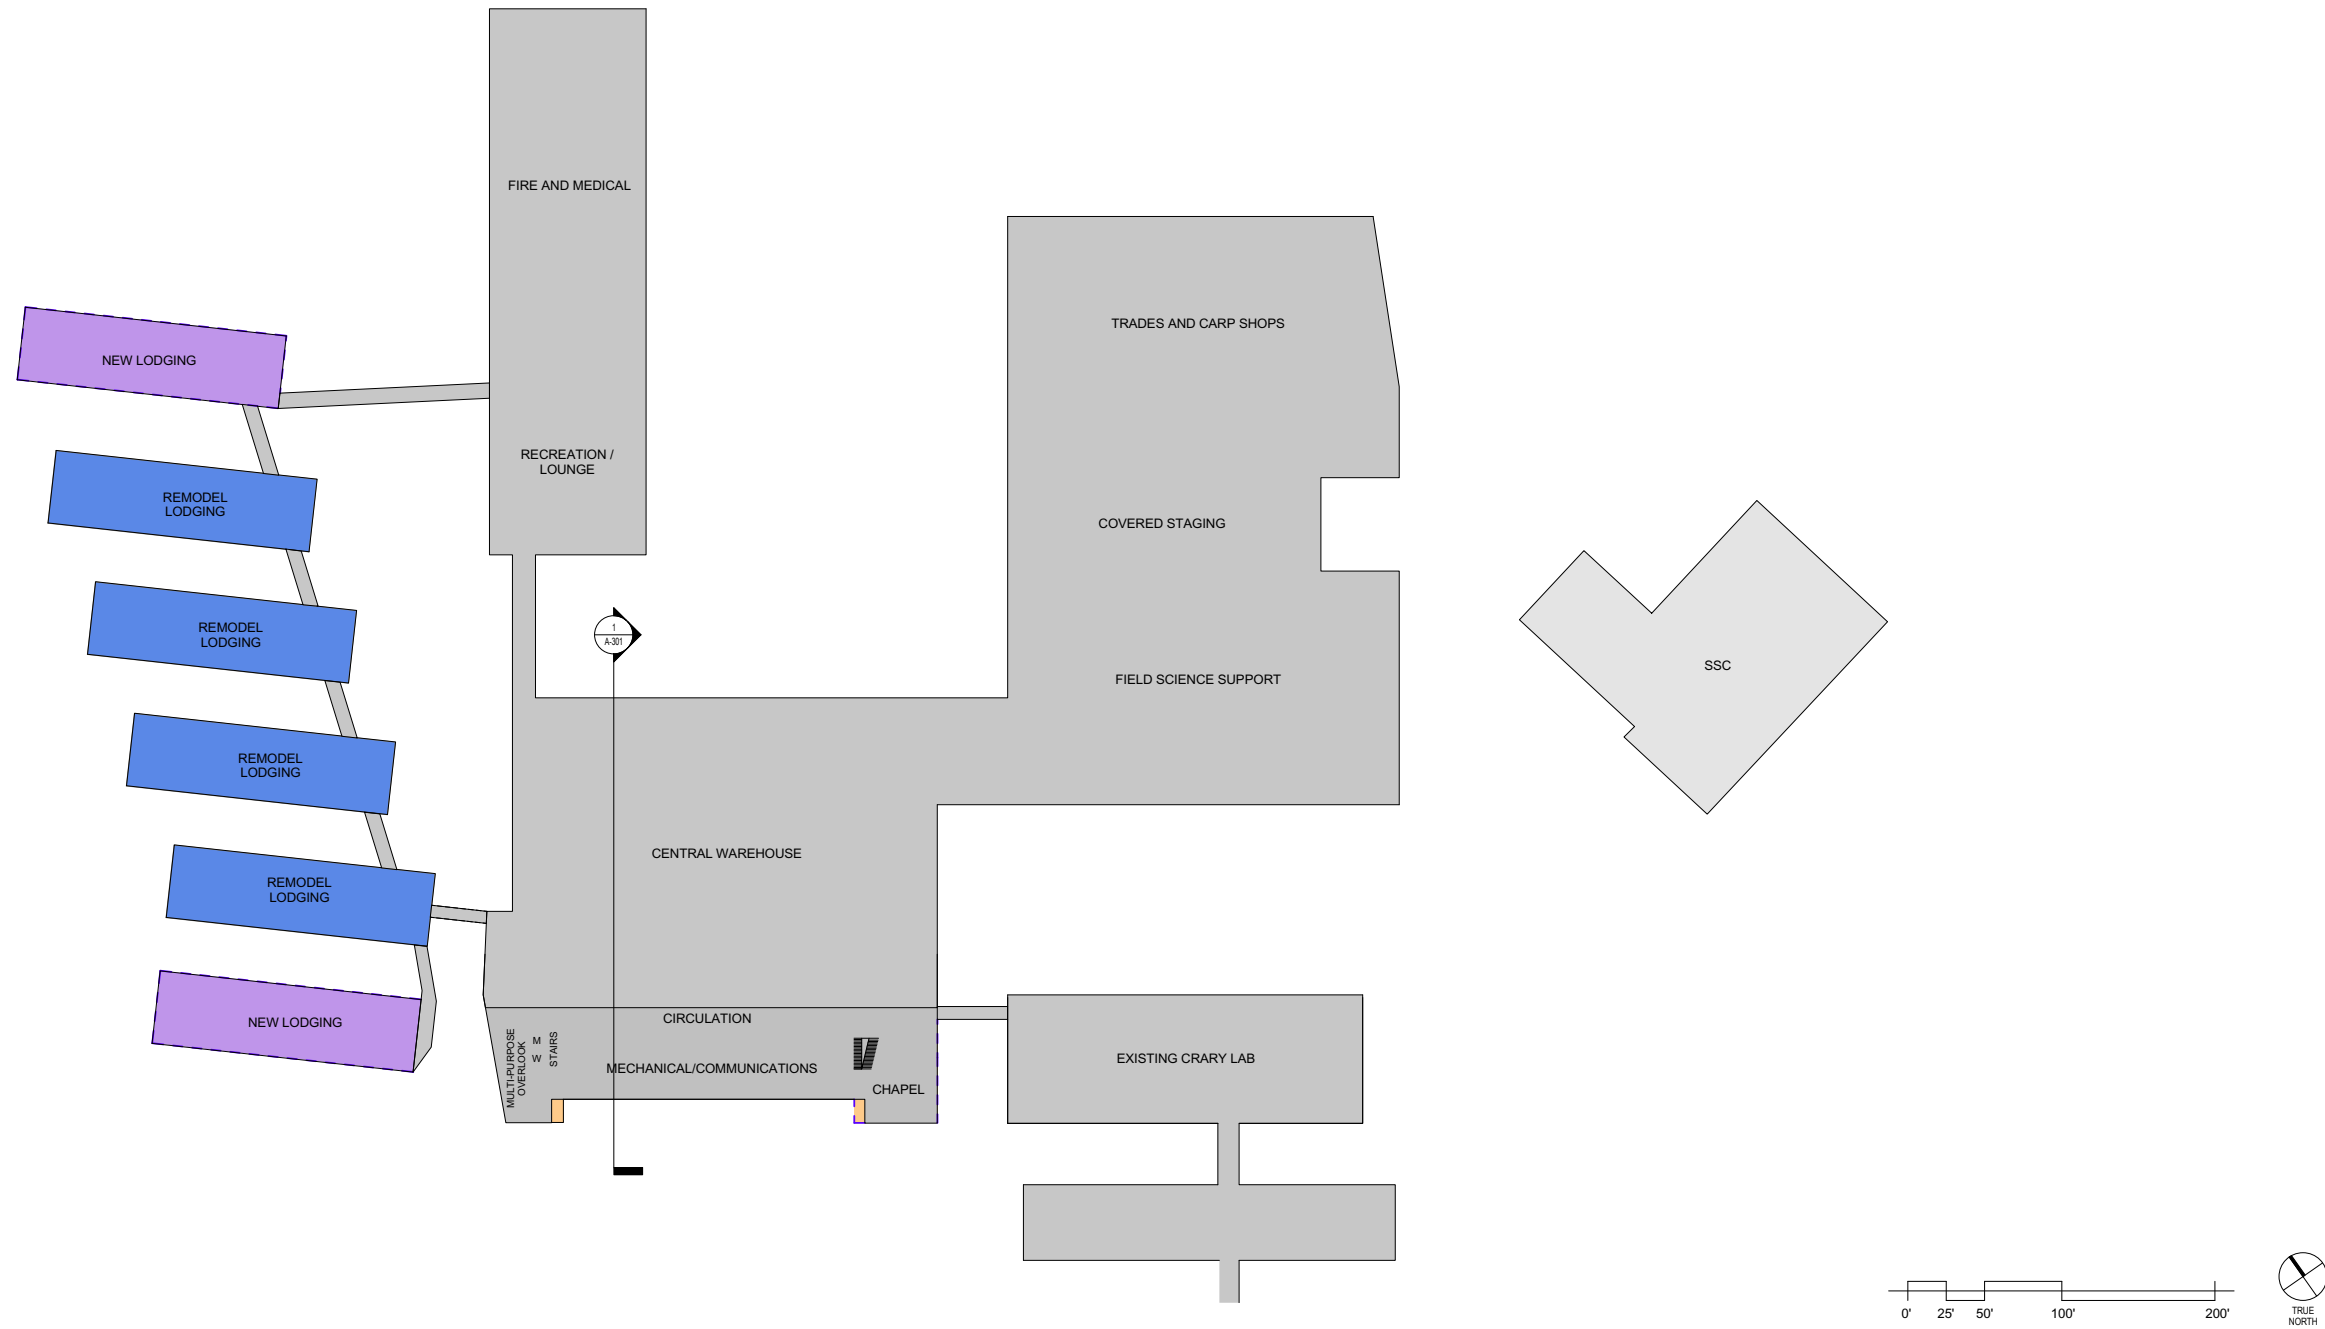 FIRE AND MEDICAL
TRADES AND CARP SHOPS
NEW LODGING
RECREATION /
LOUNGE
REMODEL
LODGING
COVERED STAGING
REMODEL
LODGING
1
A-301
SSC
FIELD SCIENCE SUPPORT
REMODEL
LODGING
CENTRAL WAREHOUSE
REMODEL
LODGING
NEW LODGING
CIRCULATION
MULTI-PURPOSE
OVERLOOK
M
W
STAIRS
MECHANICAL/COMMUNICATIONS
CHAPEL
EXISTING CRARY LAB
0'
25'
50'
100'
200'
TRUE
NORTH